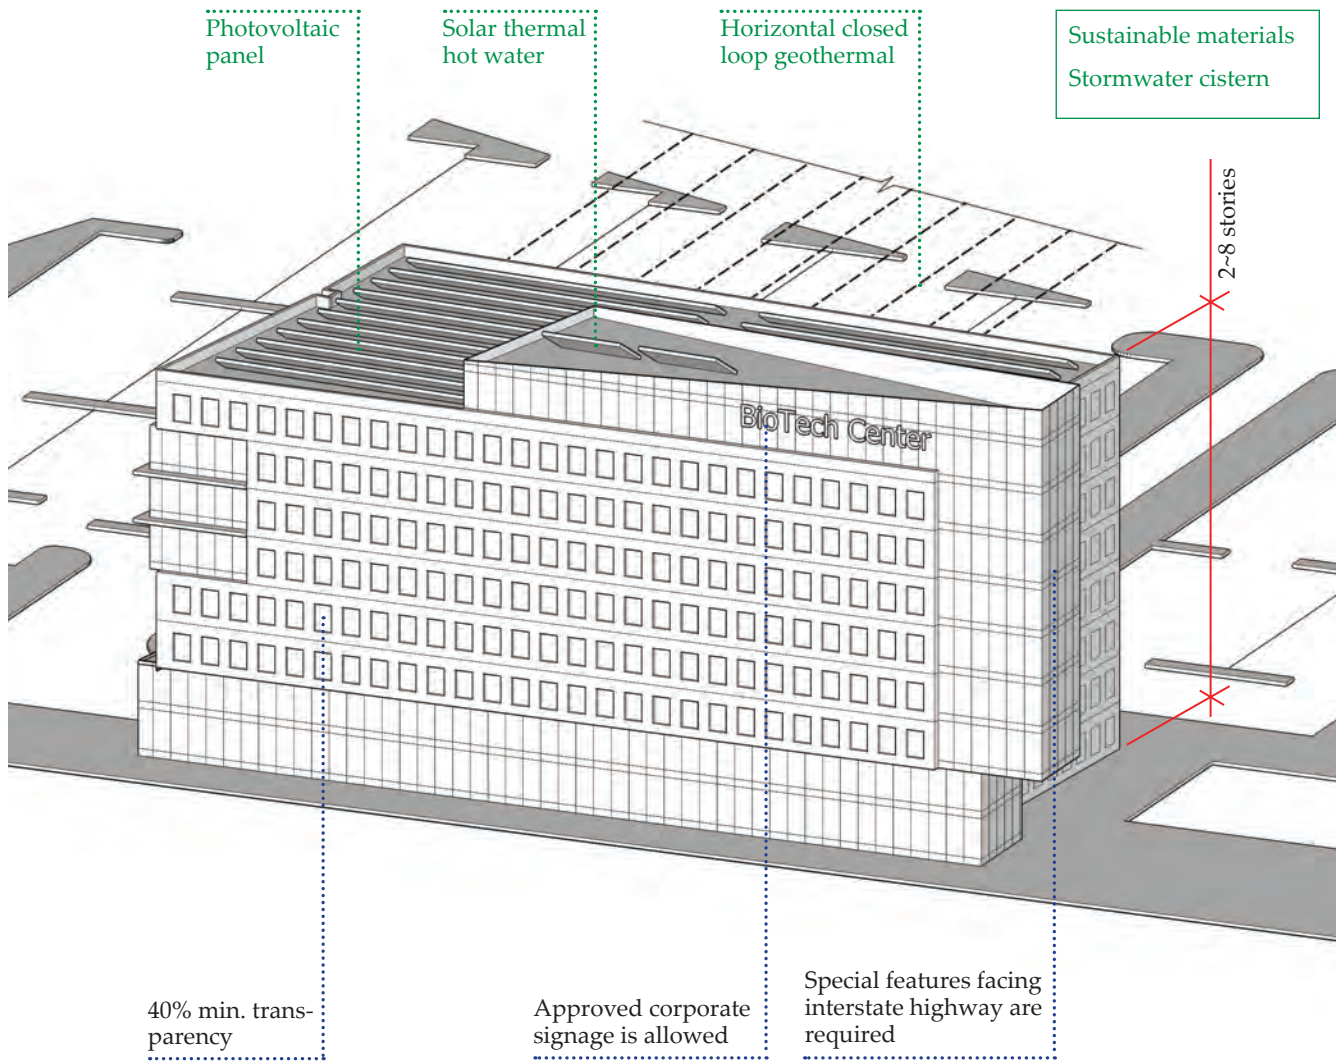 Photovoltaic
panel
Solar thermal
hot water
Horizontal closed
loop geothermal
Sustainable materials
Stormwater cistern
2~8 stories
BioTech Center
40% min. trans-
parency
Approved corporate
signage is allowed
Special features facing
interstate highway are
required